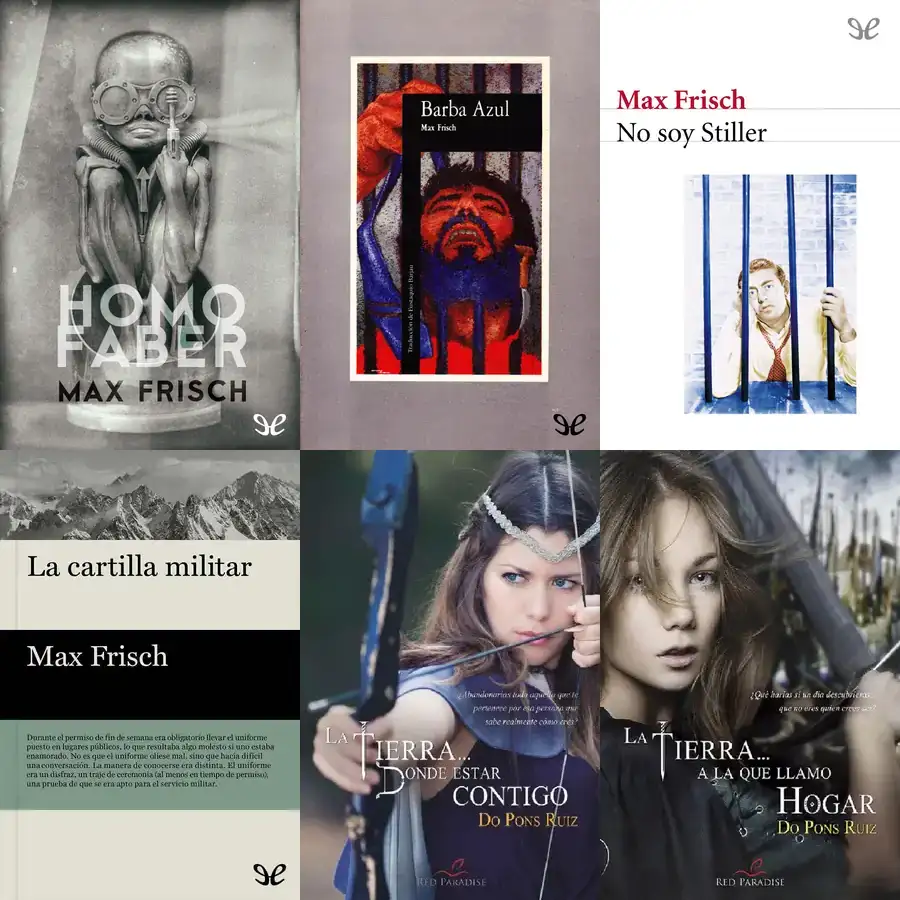 HOMO
FABER
MAX FRISCH
Barba Azul
Max Frisch
Traducción de Eustaquio Barjau
Max Frisch
No soy Stiller
La cartilla militar
Max Frisch
Durante el permiso de fin de semana era obligatorio llevar el uniforme
puesto en lugares públicos, lo que resultaba algo molesto si uno estaba
enamorado. No es que el uniforme oliese mal, sino que hacía difícil
una conversación. La manera de conocerse era distinta. El uniforme
era un disfraz, un traje de ceremonia (al menos en tiempo de permiso),
una prueba de que se era apto para el servicio militar.
¿Abandonarías todo aquello que te
pertenece por esa persona que
sabe realmente cómo eres?
LA TIERRA...
DONDE ESTAR
CONTIGO
DO PONS RUIZ
RED PARADISE
¿Qué harías si un día descubrieras
que no eres quien crees ser?
LA TIERRA...
A LA QUE LLAMO
HOGAR
DO PONS RUIZ
RED PARADISE